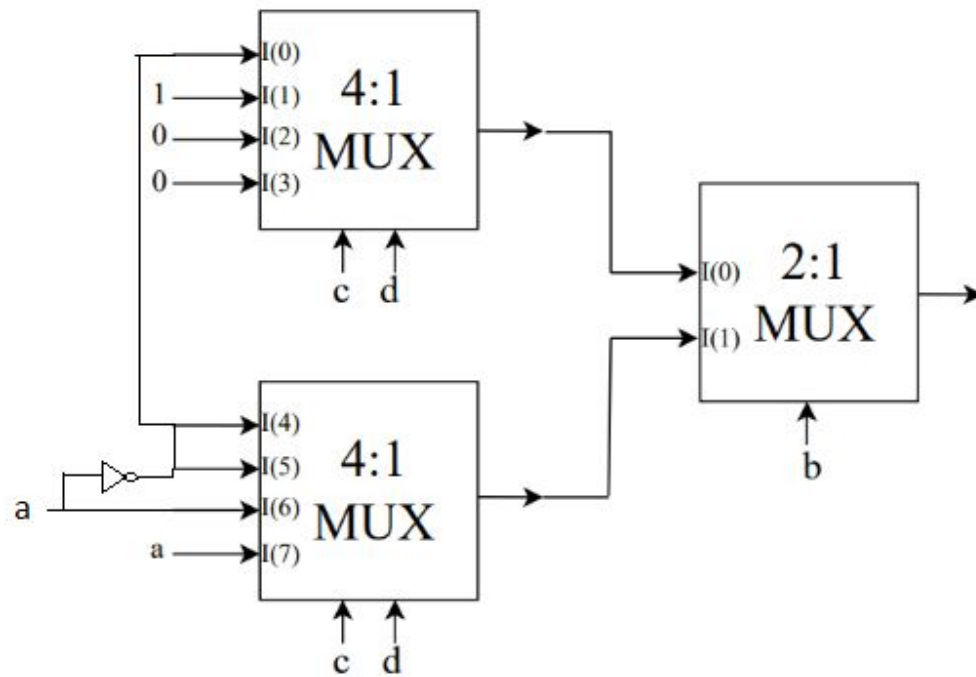 I(0)
1 I(1)
0 I(2)
0 I(3)
4:1
MUX
c d
I(4)
I(5)
a I(6)
a I(7)
4:1
MUX
c d
I(0)
I(1)
2:1
MUX
b